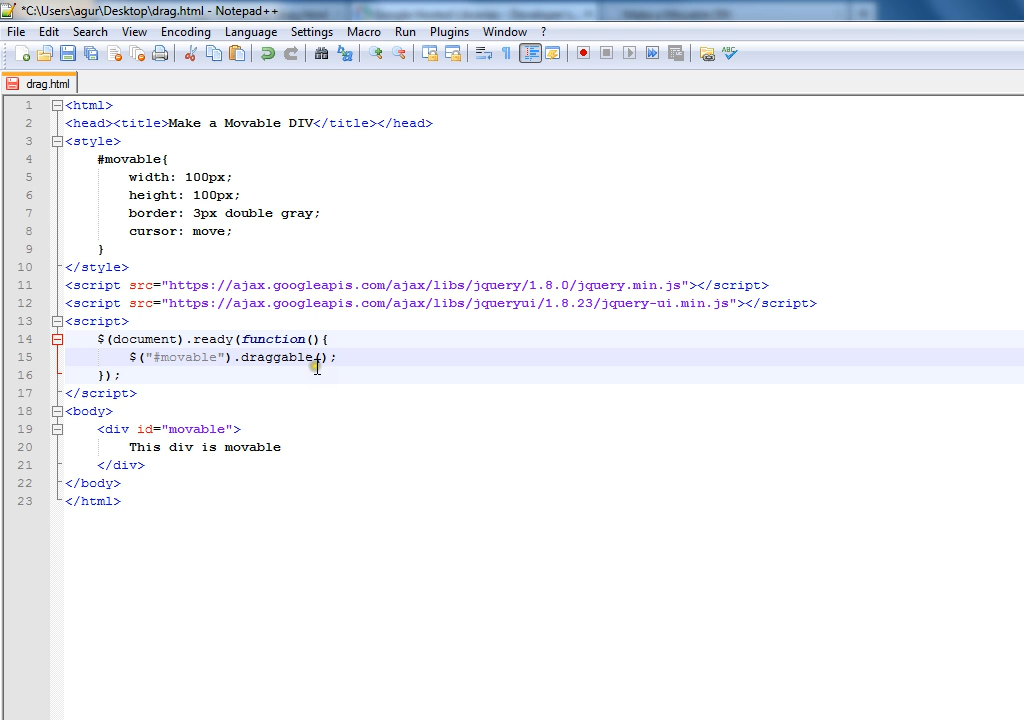 *C:\Users\agur\Desktop\drag.html - Notepad++
File Edit Search View Encoding Language Settings Macro Run Plugins Window ?
drag.html
1 <html>
2 <head><title>Make a Movable DIV</title></head>
3 <style>
4 #movable{
5 width: 100px;
6 height: 100px;
7 border: 3px double gray;
8 cursor: move;
9 }
10 </style>
11 <script src="https://ajax.googleapis.com/ajax/libs/jquery/1.8.0/jquery.min.js"></script>
12 <script src="https://ajax.googleapis.com/ajax/libs/jqueryui/1.8.23/jquery-ui.min.js"></script>
13 <script>
14 $(document).ready(function(){
15 $("#movable").draggable();
16 });
17 </script>
18 <body>
19 <div id="movable">
20 This div is movable
21 </div>
22 </body>
23 </html>